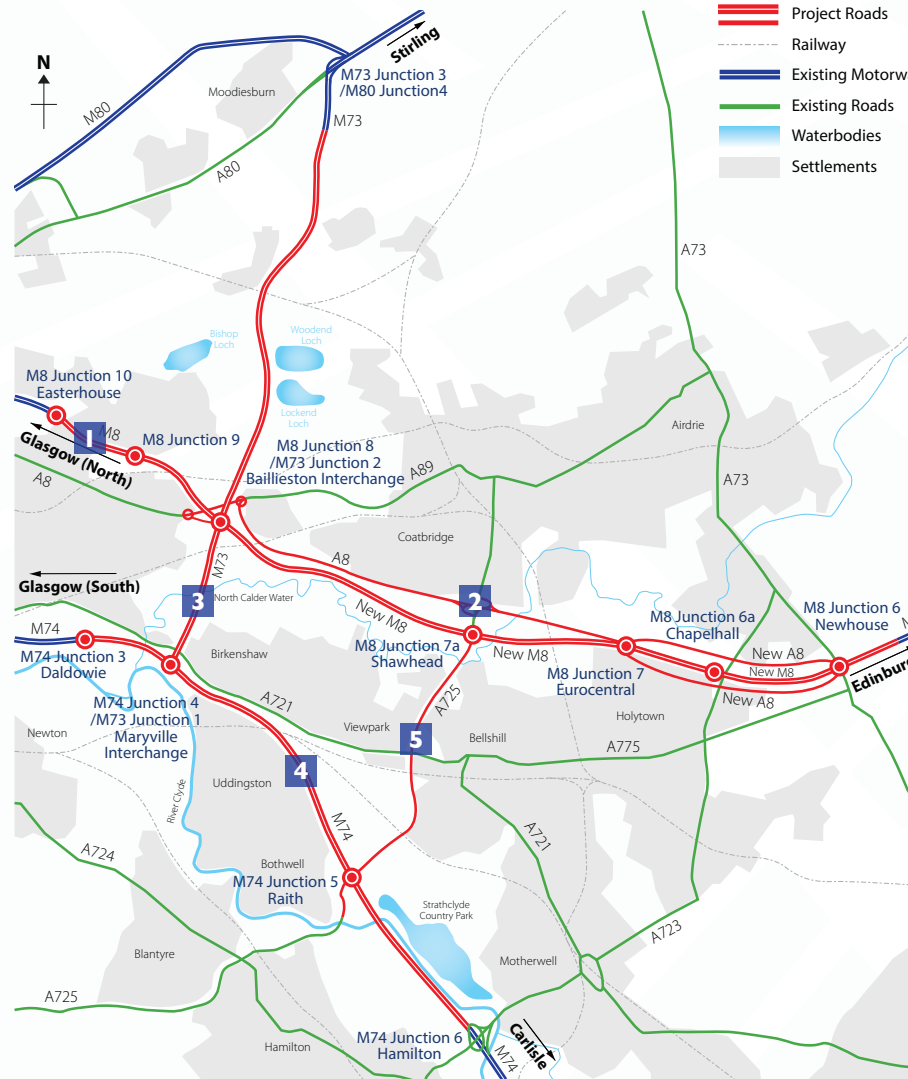 Project Roads
Railway
Existing Motorw
Existing Roads
Waterbodies
Settlements
N
Stirling
M73 Junction 3
/M80 Junction4
Moodiesburn
M80
M73
A80
A73
Bishop
Loch
Woodend
Loch
Lockend
Loch
M8 Junction 10
Easterhouse
1
M8
M8 Junction 9
Glasgow (North)
M8 Junction 8
/M73 Junction 2
Baillieston Interchange
A89
Airdrie
A73
A8
Coatbridge
A8
M73
Glasgow (South)
3
North Calder Water
New M8
2
M8 Junction 6a
Chapelhall
M8 Junction 6
Newhouse
M74
M74 Junction 3
Daldowie
Birkenshaw
M8 Junction 7a
Shawhead
New M8
M8 Junction 7
Eurocentral
New A8
New M8
New A8
Edinbur
M74 Junction 4
/M73 Junction 1
Maryville
Interchange
A721
A725
Viewpark
5
Bellshill
Holytown
A775
Newton
4
Uddingston
River Clyde
M74
A721
A724
Bothwell
M74 Junction 5
Raith
Strathclyde
Country Park
A723
Blantyre
Motherwell
A725
Hamilton
M74 Junction 6
Hamilton
Carlisle
M74